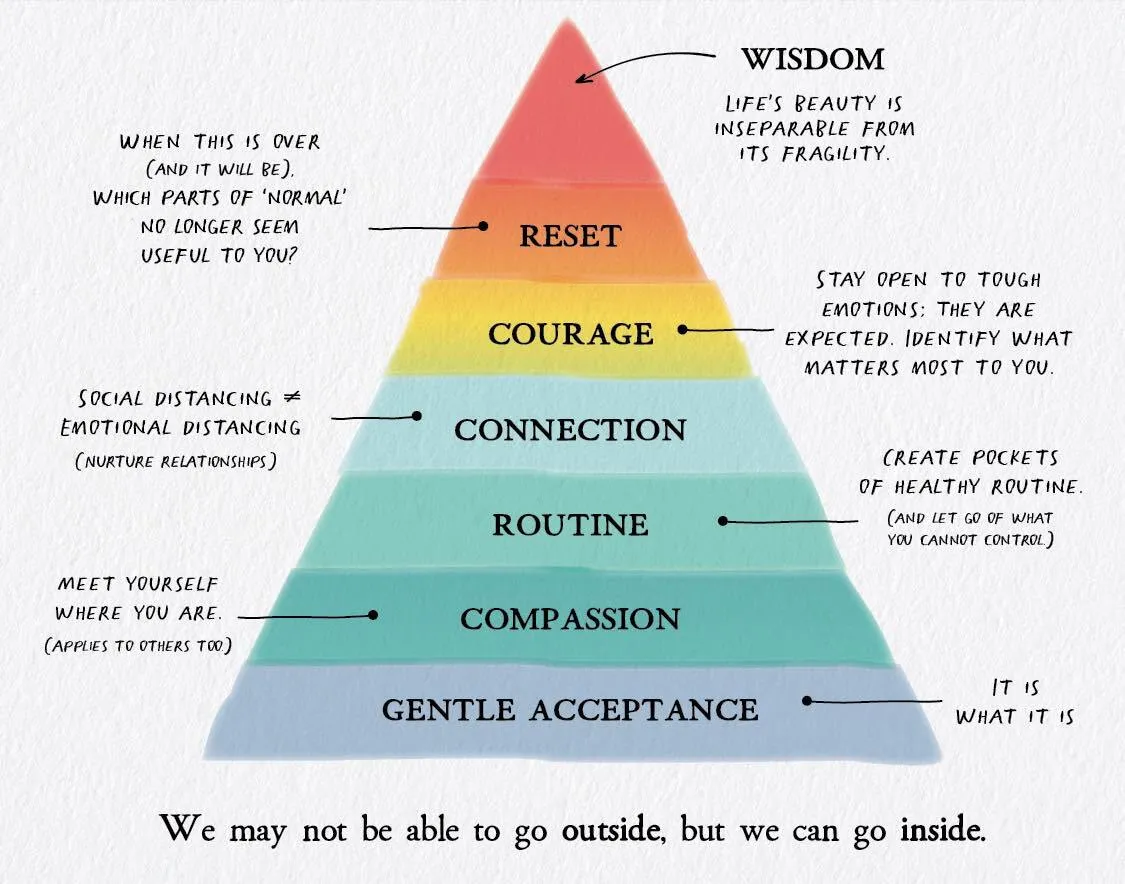 WISDOM
LIFE'S BEAUTY IS
INSEPARABLE FROM
ITS FRAGILITY.
WHEN THIS IS OVER
(AND IT WILL BE),
WHICH PARTS OF 'NORMAL'
NO LONGER SEEM
USEFUL TO YOU?
RESET
STAY OPEN TO TOUGH
EMOTIONS; THEY ARE
EXPECTED. IDENTIFY WHAT
MATTERS MOST TO YOU.
COURAGE
SOCIAL DISTANCING ≠
EMOTIONAL DISTANCING
(NURTURE RELATIONSHIPS)
CONNECTION
CREATE POCKETS
OF HEALTHY ROUTINE.
(AND LET GO OF WHAT
YOU CANNOT CONTROL.)
ROUTINE
MEET YOURSELF
WHERE YOU ARE.
(APPLIES TO OTHERS TOO.)
COMPASSION
GENTLE ACCEPTANCE
IT IS
WHAT IT IS
We may not be able to go outside, but we can go inside.